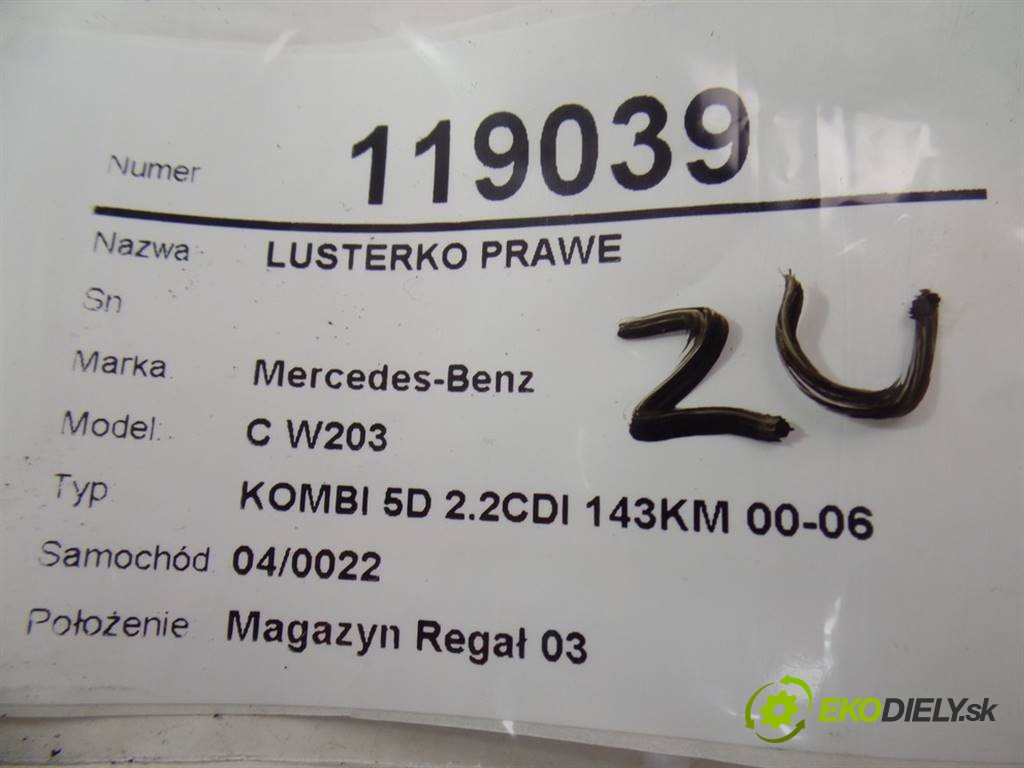 Numer 119039
Nazwa LUSTERKO PRAWE
Sn
ZU
Marka Mercedes-Benz
Model C W203
Typ KOMBI 5D 2.2CDI 143KM 00-06
Samochód 04/0022
Położenie Magazyn Regał 03
EKODIELY.sk